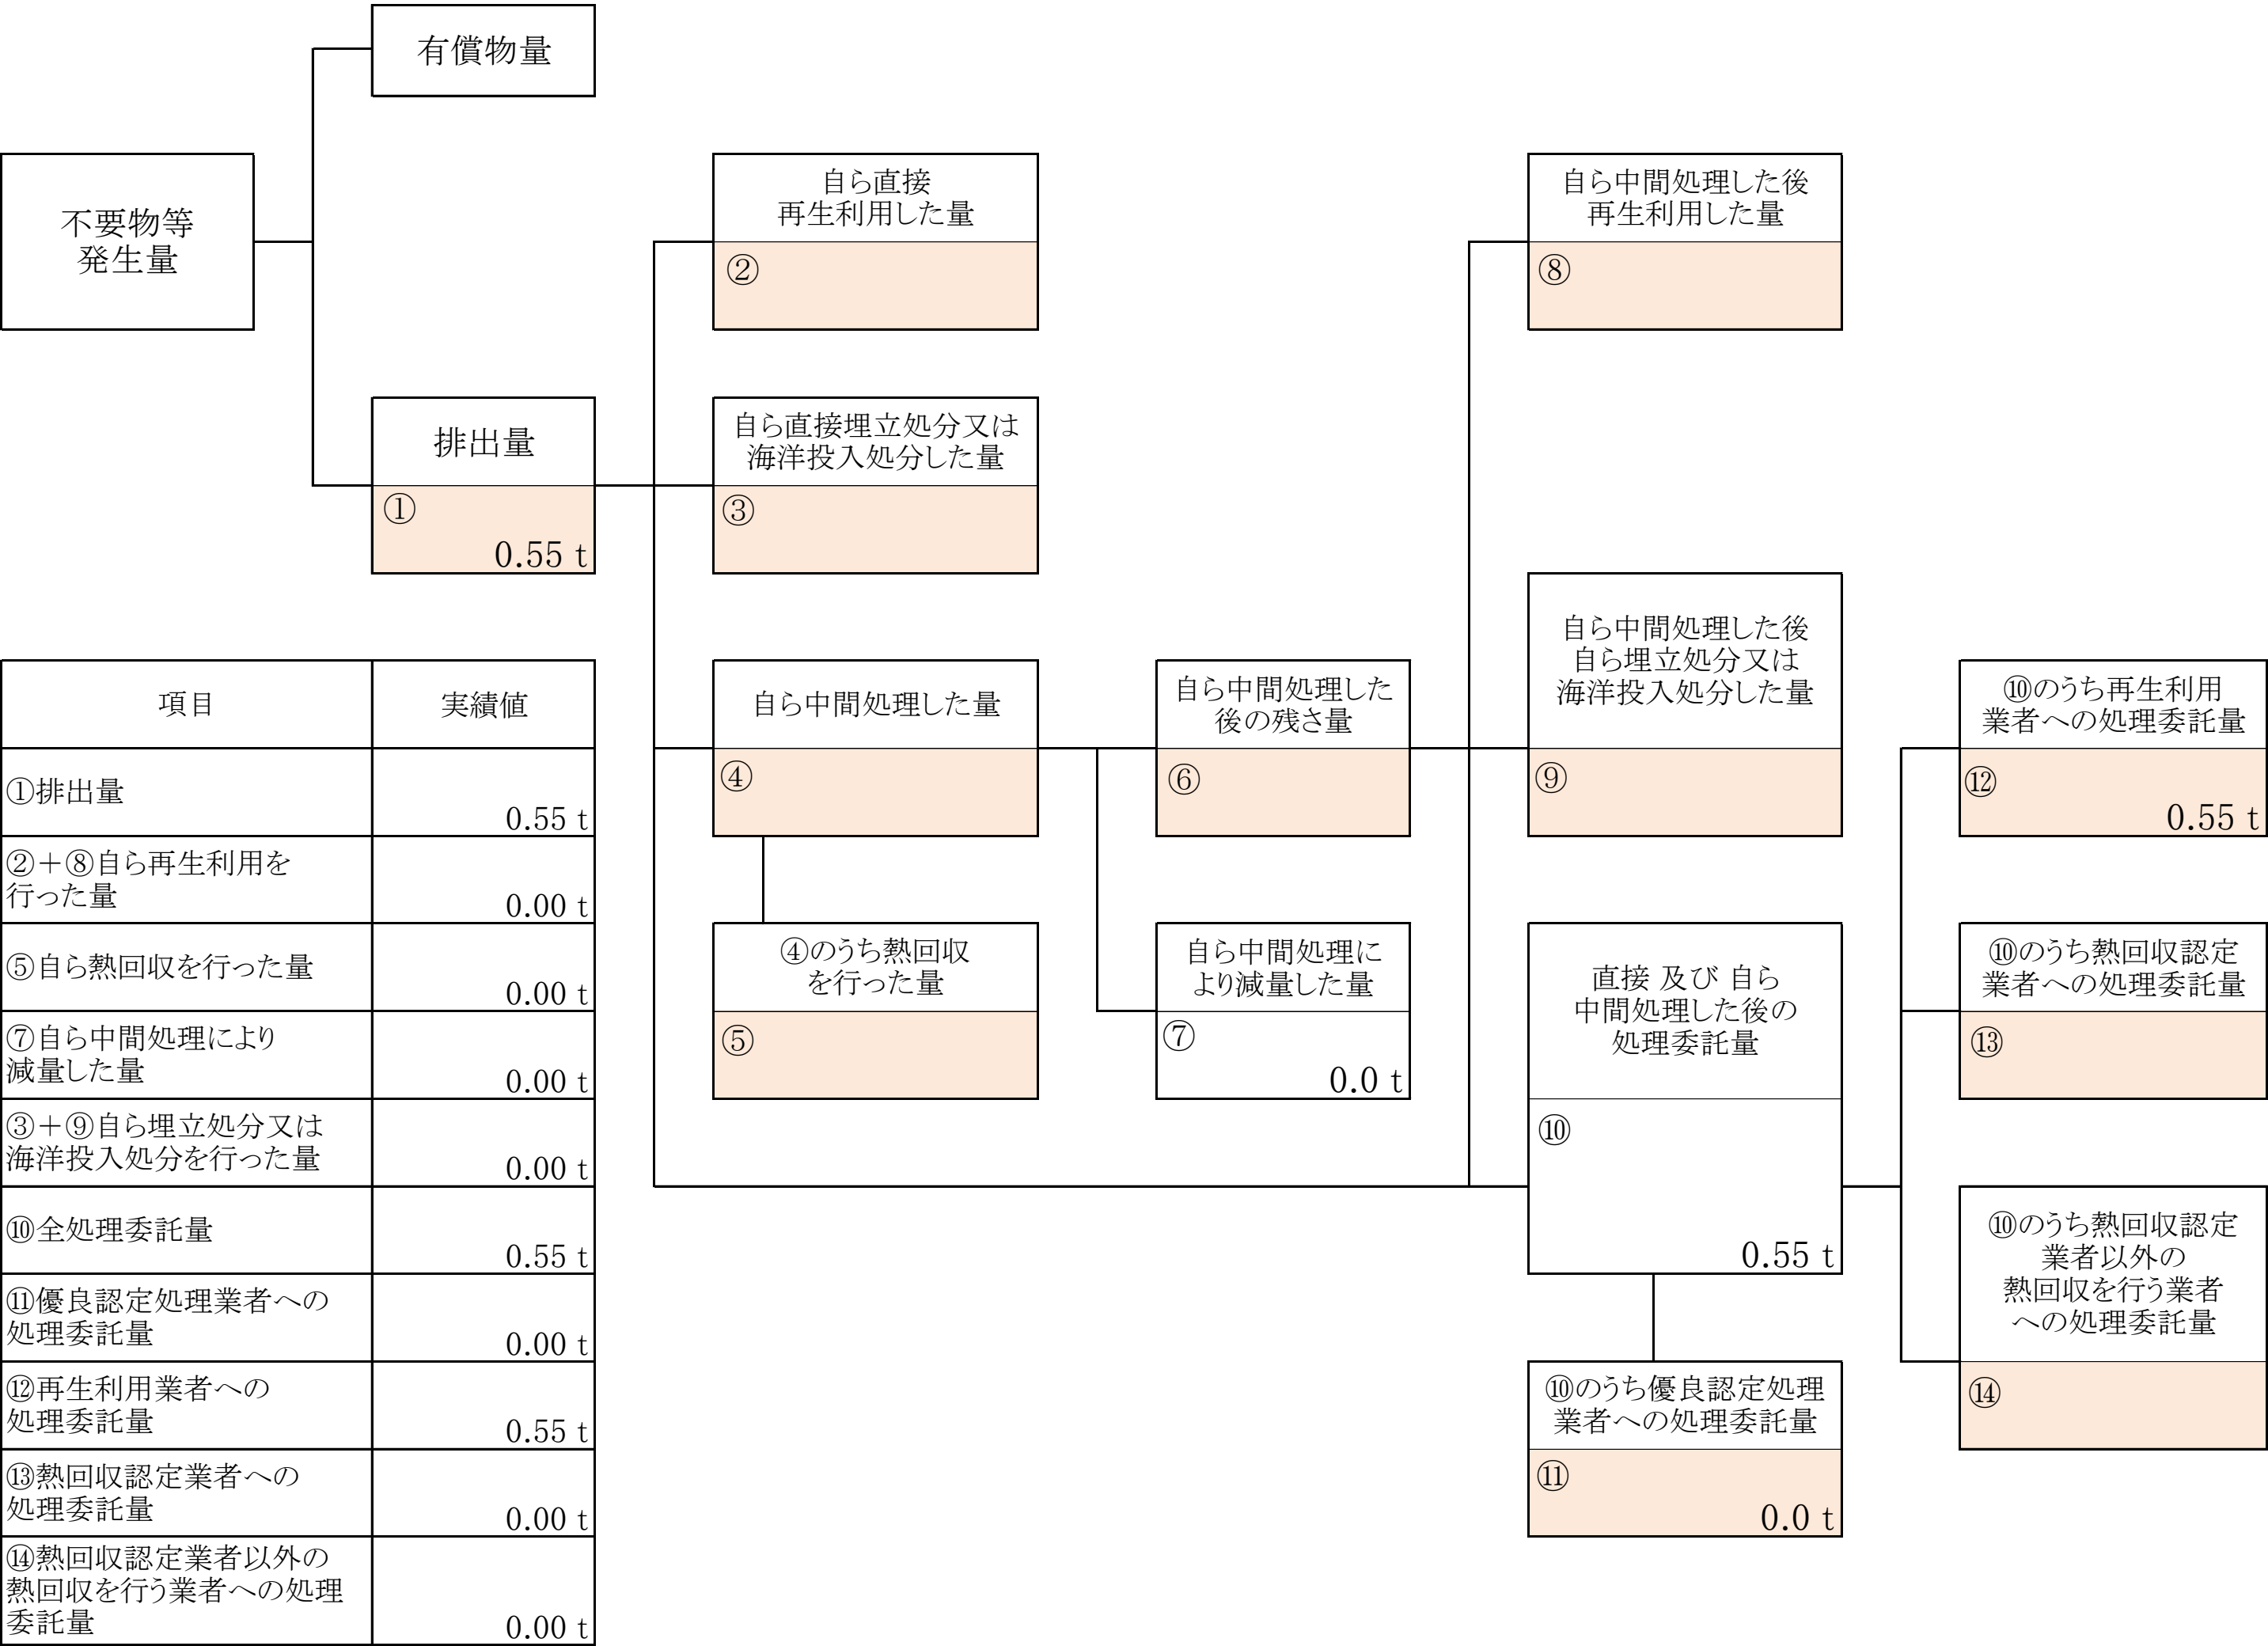 有償物量
不要物等
発生量
自ら直接
再生利用した量
②
自ら中間処理した後
再生利用した量
⑧
排出量
①
0.55 t
自ら直接埋立処分又は
海洋投入処分した量
③
自ら中間処理した量
④
自ら中間処理した
後の残さ量
⑥
自ら中間処理した後
自ら埋立処分又は
海洋投入処分した量
⑨
⑩のうち再生利用
業者への処理委託量
⑫
0.55 t
④のうち熱回収
を行った量
⑤
自ら中間処理に
より減量した量
⑦
0.0 t
直接 及び 自ら
中間処理した後の
処理委託量
⑩
0.55 t
⑩のうち熱回収認定
業者への処理委託量
⑬
⑩のうち熱回収認定
業者以外の
熱回収を行う業者
への処理委託量
⑭
⑩のうち優良認定処理
業者への処理委託量
⑪
0.0 t
項目 実績値
①排出量
0.55 t
②＋⑧自ら再生利用を
行った量
0.00 t
⑤自ら熱回収を行った量
0.00 t
⑦自ら中間処理により
減量した量
0.00 t
③＋⑨自ら埋立処分又は
海洋投入処分を行った量
0.00 t
⑩全処理委託量
0.55 t
⑪優良認定処理業者への
処理委託量
0.00 t
⑫再生利用業者への
処理委託量
0.55 t
⑬熱回収認定業者への
処理委託量
0.00 t
⑭熱回収認定業者以外の
熱回収を行う業者への処理
委託量
0.00 t